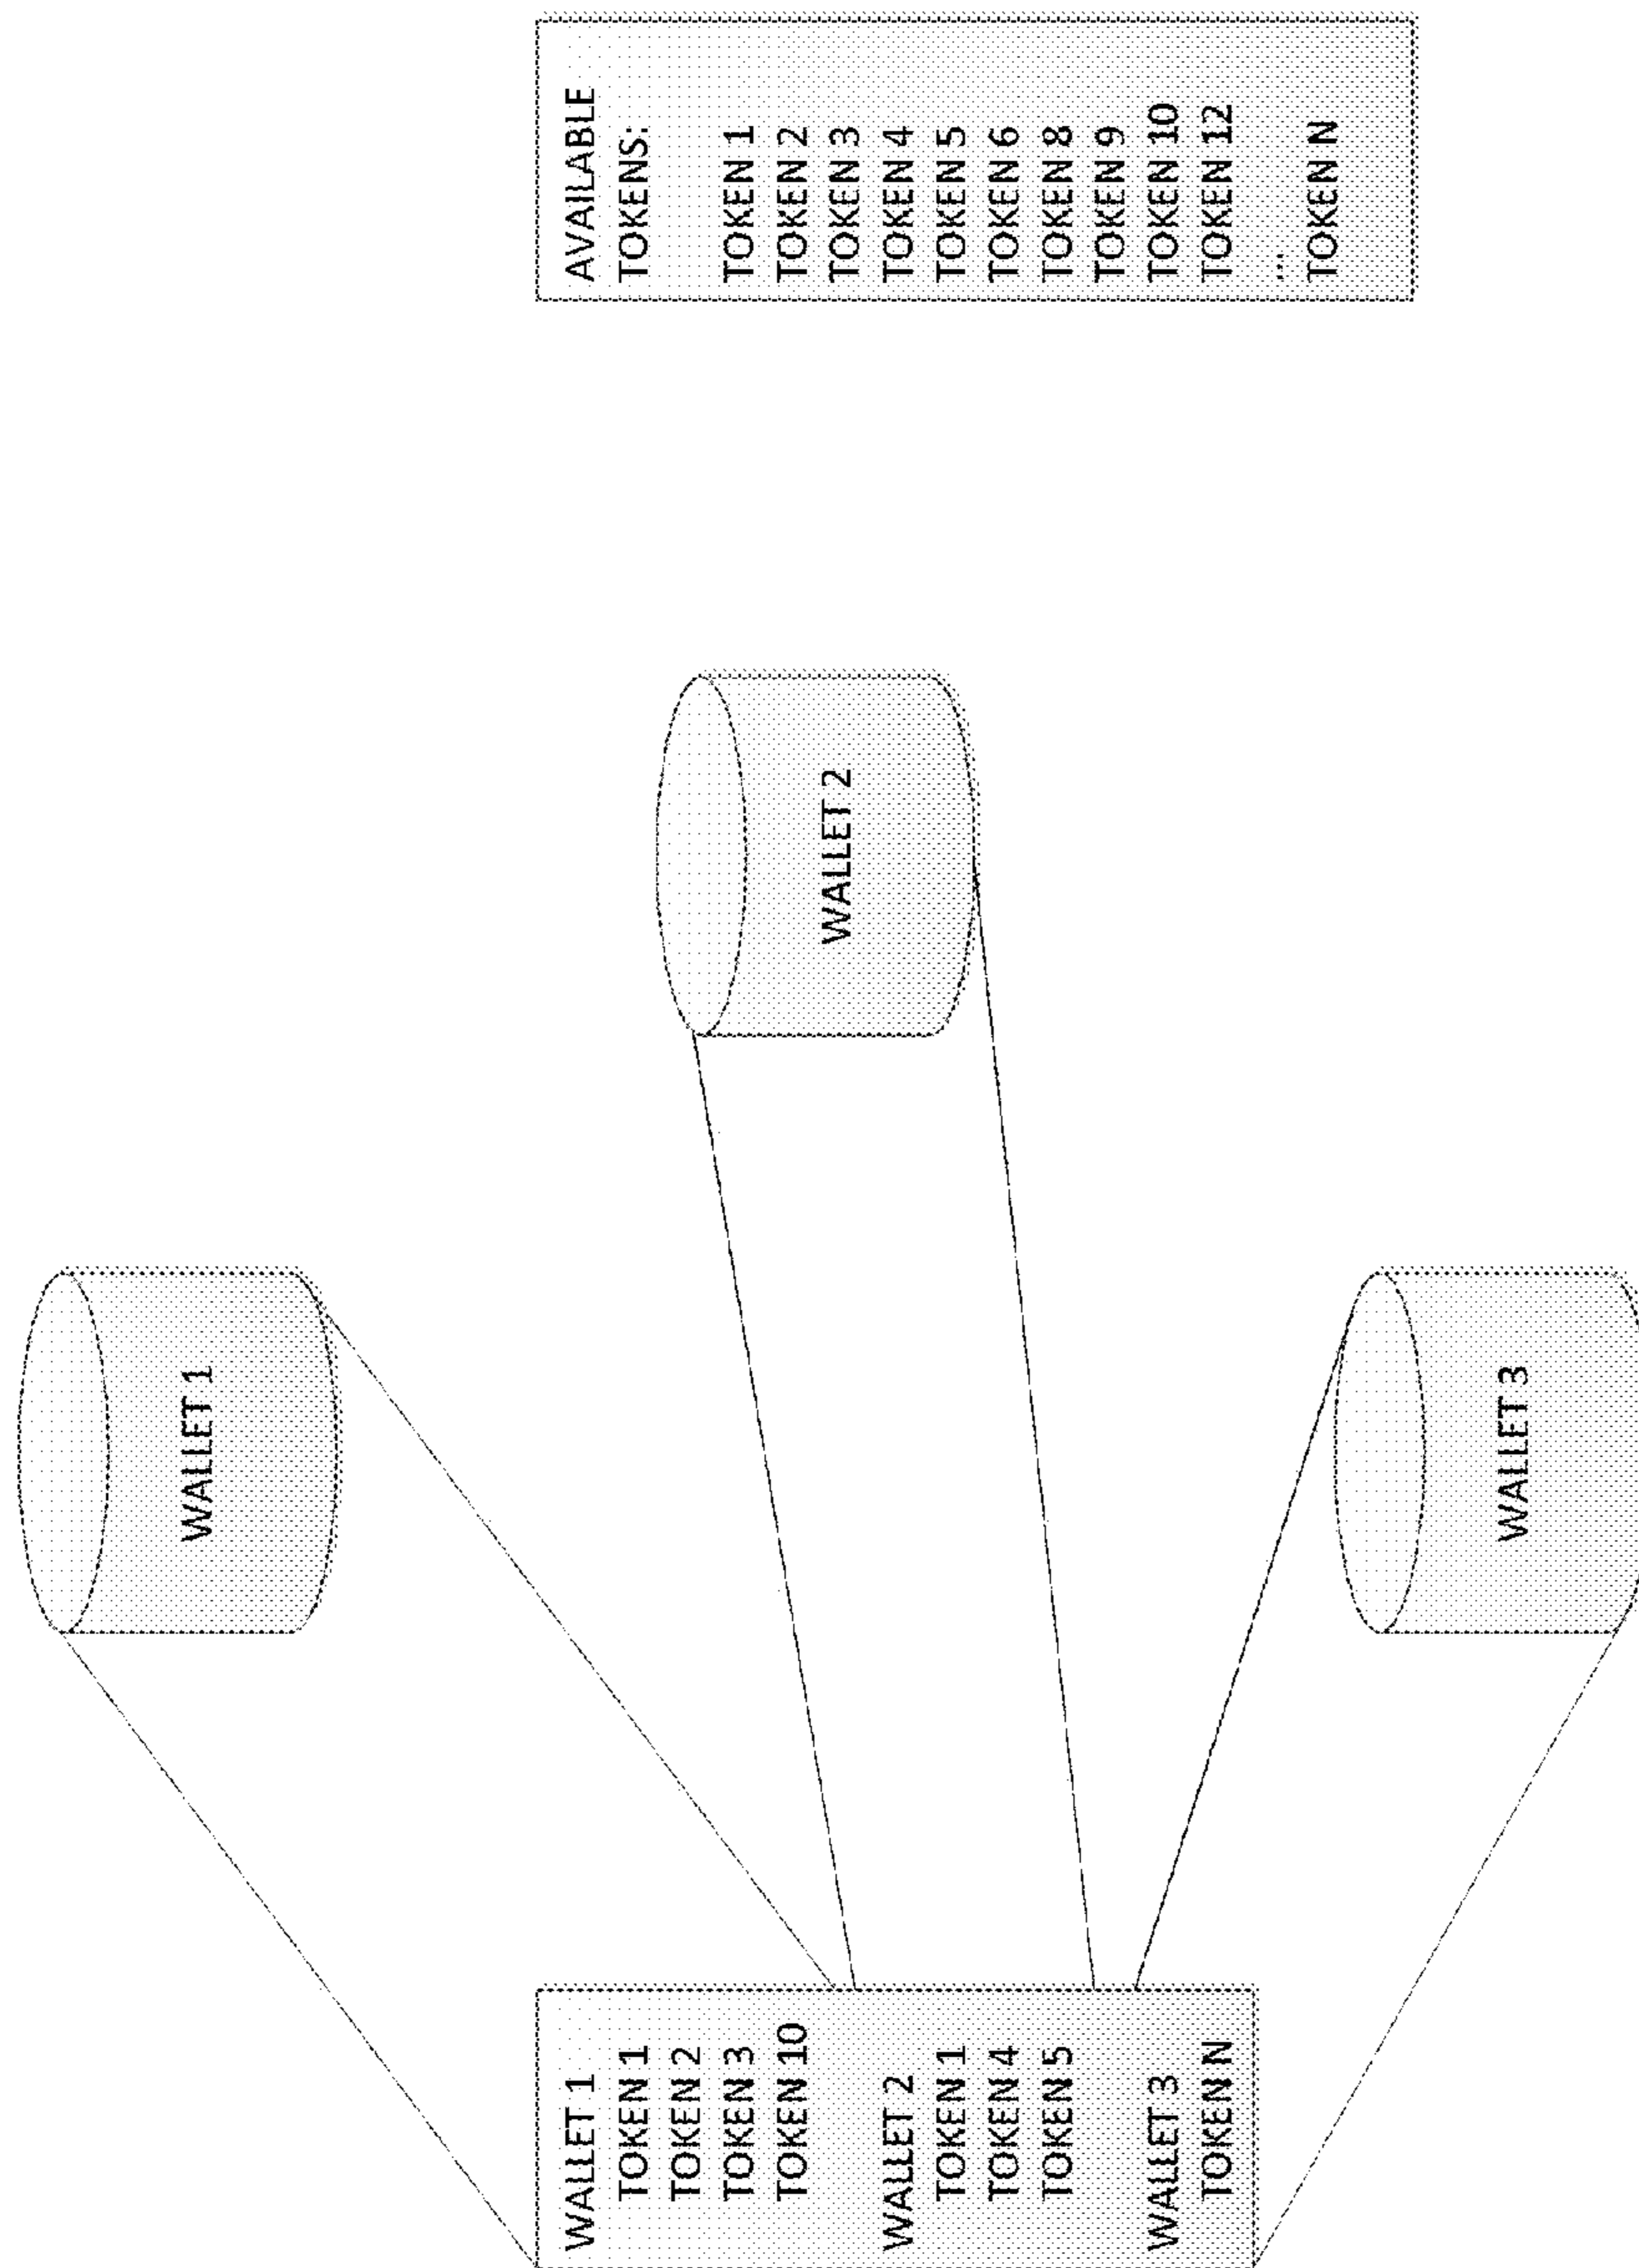 WALLET 1
TOKEN 1
TOKEN 2
TOKEN 3
TOKEN 10
WALLET 2
TOKEN 1
TOKEN 4
TOKEN 5
WALLET 3
TOKEN N
WALLET 1
WALLET 2
WALLET 3
AVAILABLE
TOKENS:
TOKEN 1
TOKEN 2
TOKEN 3
TOKEN 4
TOKEN 5
TOKEN 6
TOKEN 8
TOKEN 9
TOKEN 10
TOKEN 12
...
TOKEN N